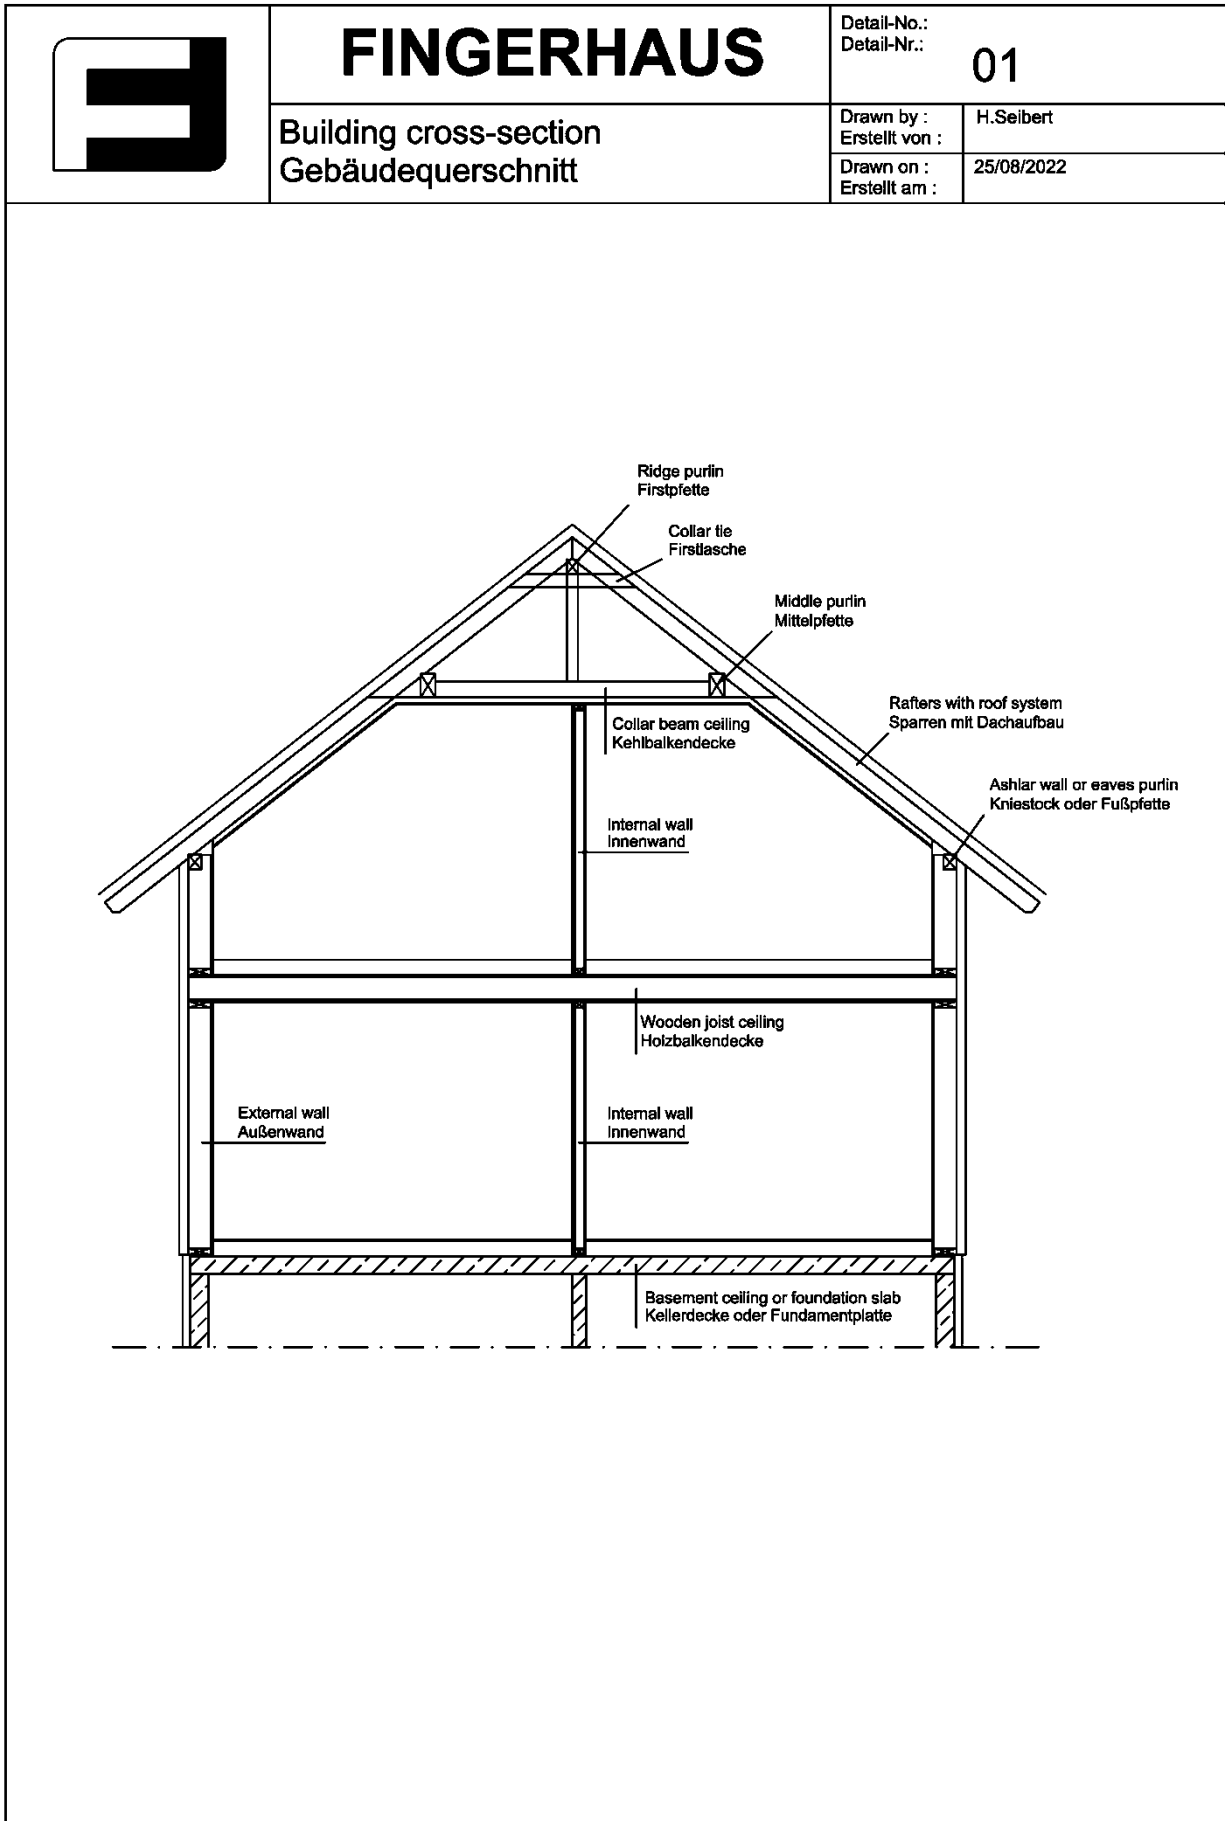 FINGERHAUS
Detail-No.:
Detail-Nr.:
01
Building cross-section
Gebäudequerschnitt
Drawn by :
Erstellt von :
H.Seibert
Drawn on :
Erstellt am :
25/08/2022
Ridge purlin
Firstpfette
Collar tie
Firstlasche
Middle purlin
Mittelpfette
Rafters with roof system
Sparren mit Dachaufbau
Collar beam ceiling
Kehlbalkendecke
Ashlar wall or eaves purlin
Kniestock oder Fußpfette
Internal wall
Innenwand
Wooden joist ceiling
Holzbalkendecke
External wall
Außenwand
Internal wall
Innenwand
Basement ceiling or foundation slab
Kellerdecke oder Fundamentplatte